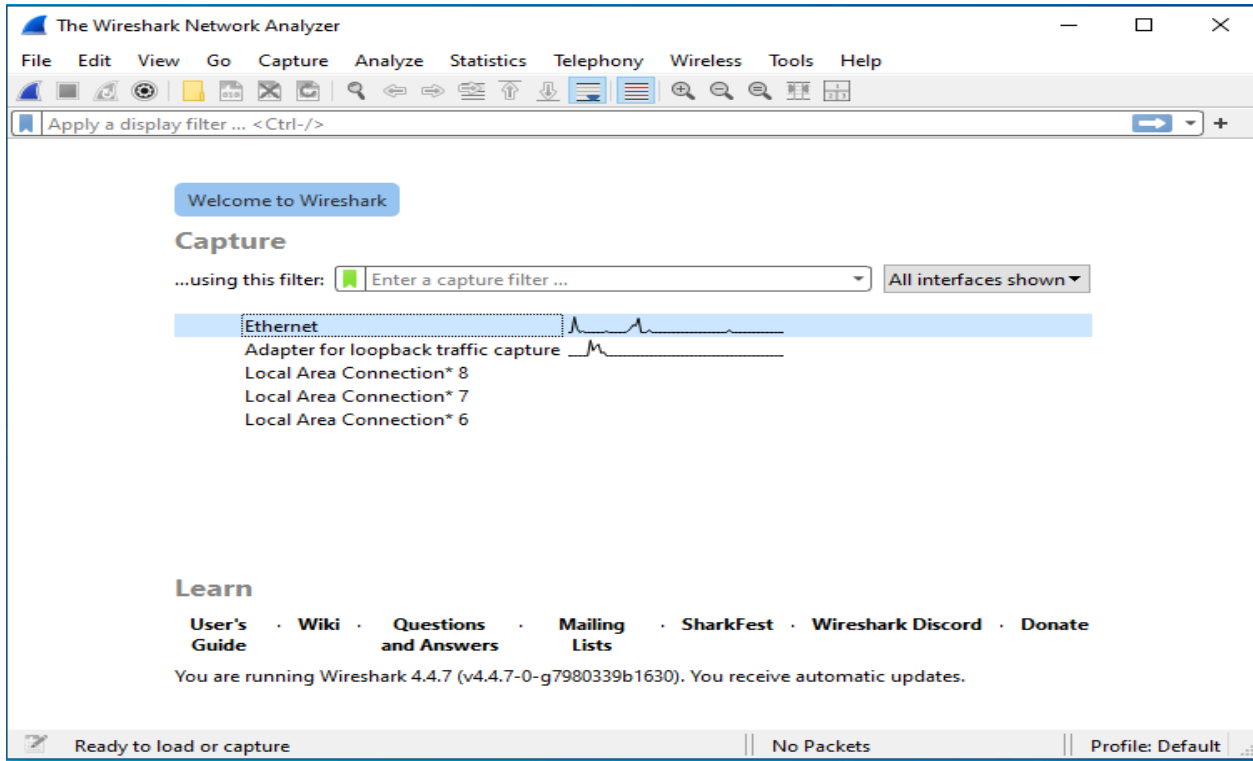 The Wireshark Network Analyzer
File Edit View Go Capture Analyze Statistics Telephony Wireless Tools Help
Apply a display filter ... <Ctrl-/>
Welcome to Wireshark
Capture
...using this filter: Enter a capture filter ... All interfaces shown
Ethernet
Adapter for loopback traffic capture
Local Area Connection* 8
Local Area Connection* 7
Local Area Connection* 6
Learn
User's Guide · Wiki · Questions and Answers · Mailing Lists · SharkFest · Wireshark Discord · Donate
You are running Wireshark 4.4.7 (v4.4.7-0-g7980339b1630). You receive automatic updates.
Ready to load or capture No Packets Profile: Default